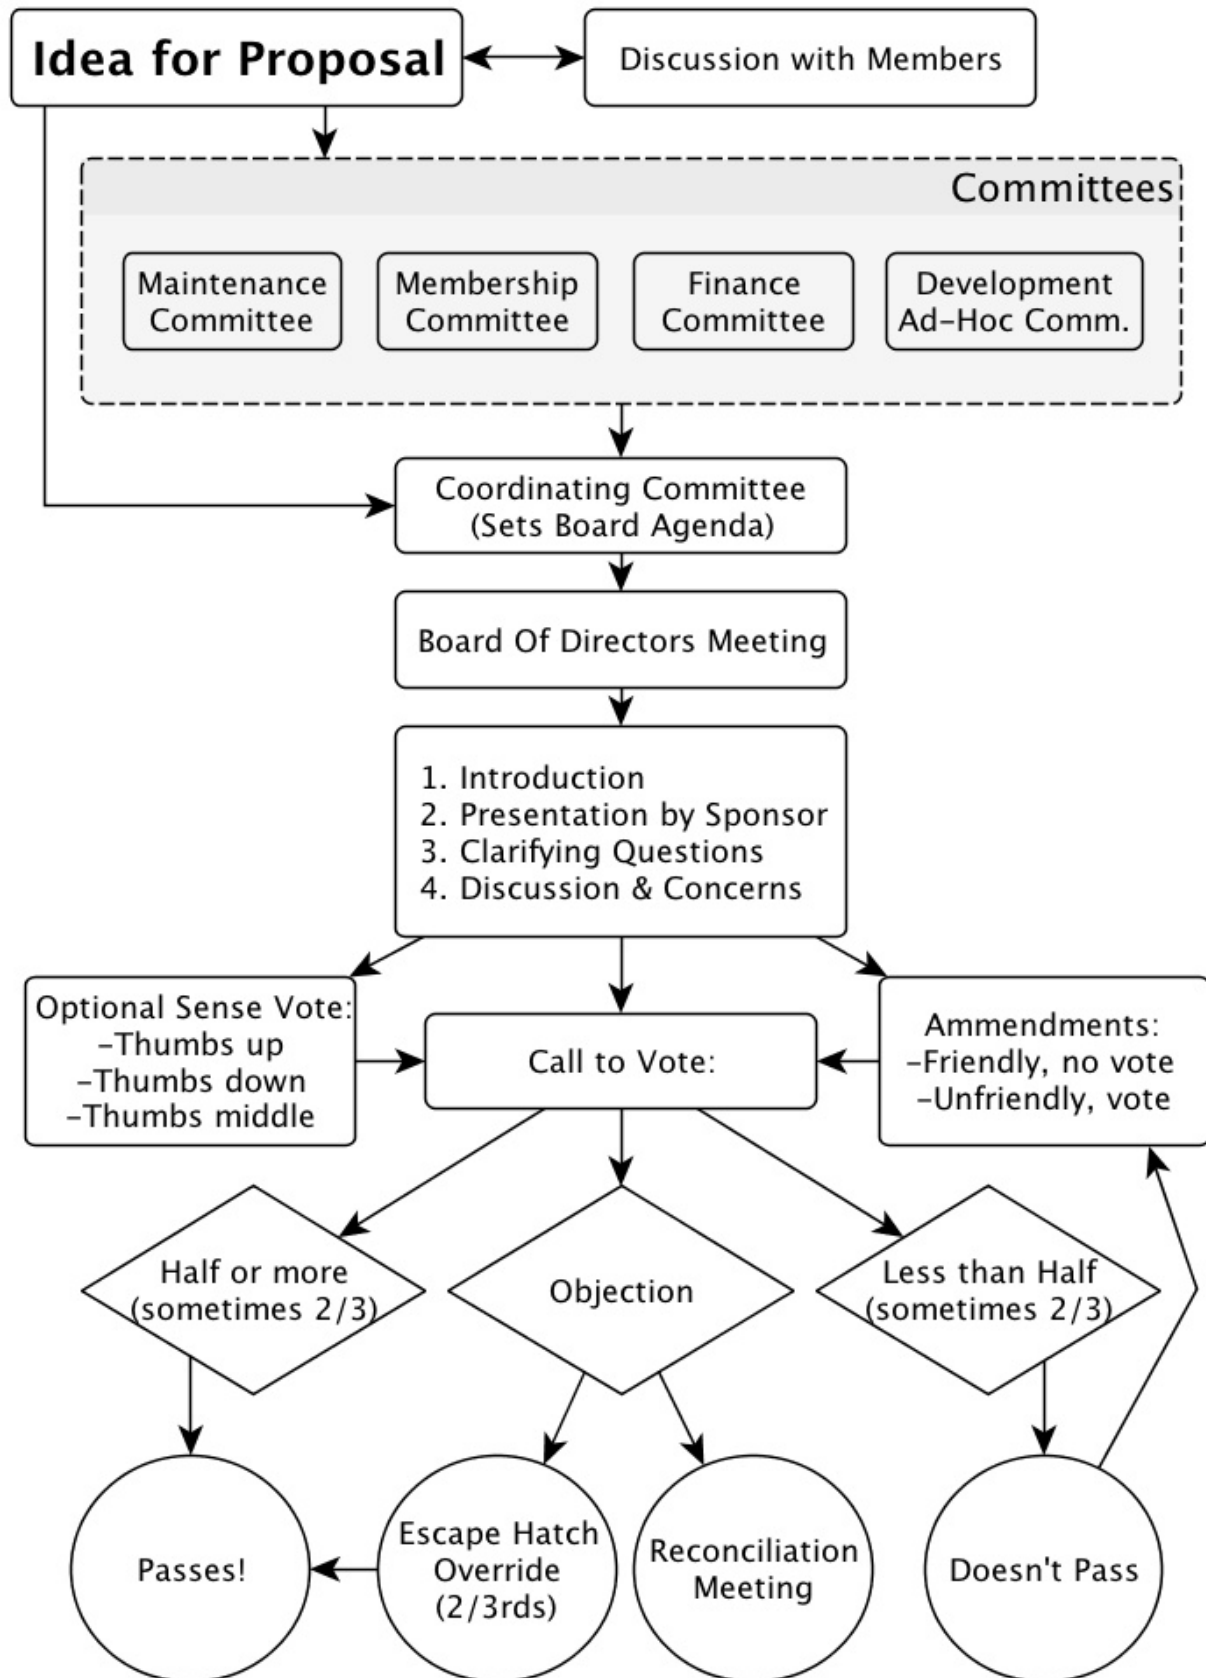 Idea for Proposal
Discussion with Members
Committees
Maintenance
Committee
Membership
Committee
Finance
Committee
Development
Ad-Hoc Comm.
Coordinating Committee
(Sets Board Agenda)
Board Of Directors Meeting
1. Introduction
2. Presentation by Sponsor
3. Clarifying Questions
4. Discussion & Concerns
Optional Sense Vote:
-Thumbs up
-Thumbs down
-Thumbs middle
Call to Vote:
Ammendments:
-Friendly, no vote
-Unfriendly, vote
Half or more
(sometimes 2/3)
Objection
Less than Half
(sometimes 2/3)
Passes!
Escape Hatch
Override
(2/3rds)
Reconciliation
Meeting
Doesn't Pass